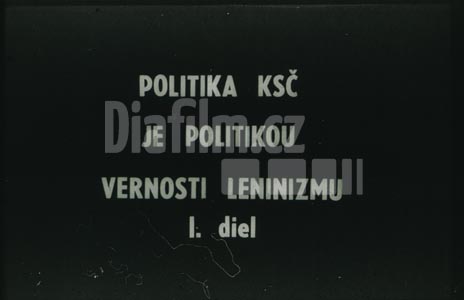 POLITIKA KSČ
Diafilm.cz
JE POLITIKOU
VERNOSTI LENINIZMU
I. diel